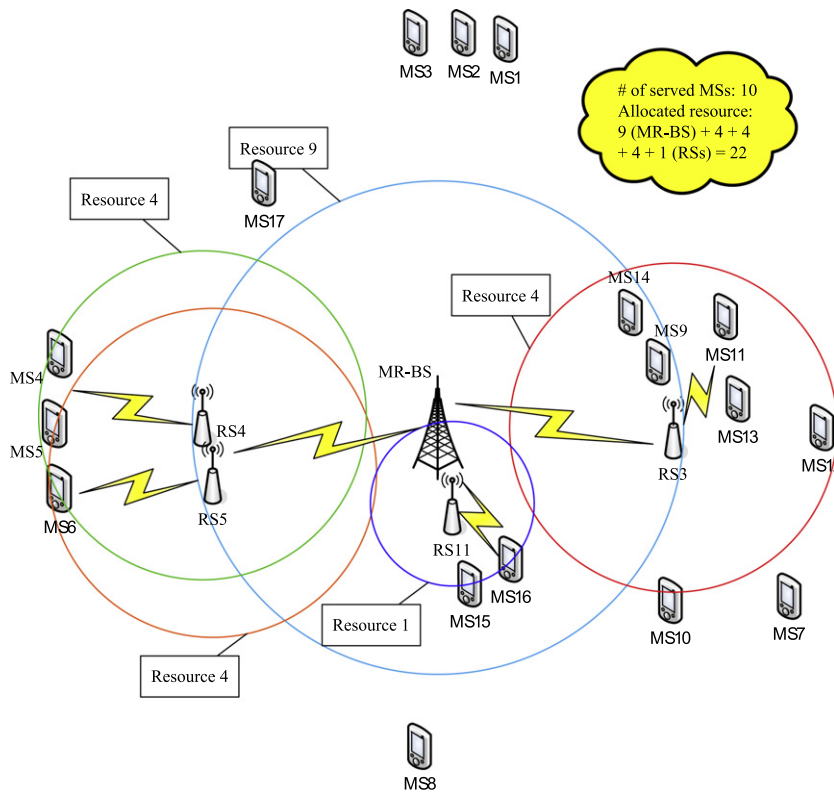 MS3
MS2
MS1
# of served MSs: 10
Allocated resource:
9 (MR-BS) + 4 + 4
+ 4 + 1 (RSs) = 22
Resource 9
Resource 4
MS17
MS14
Resource 4
MS9
MS11
MR-BS
MS4
MS5
RS4
MS13
MS1
RS3
MS6
RS5
RS11
MS15
MS16
MS10
MS7
Resource 1
Resource 4
MS8